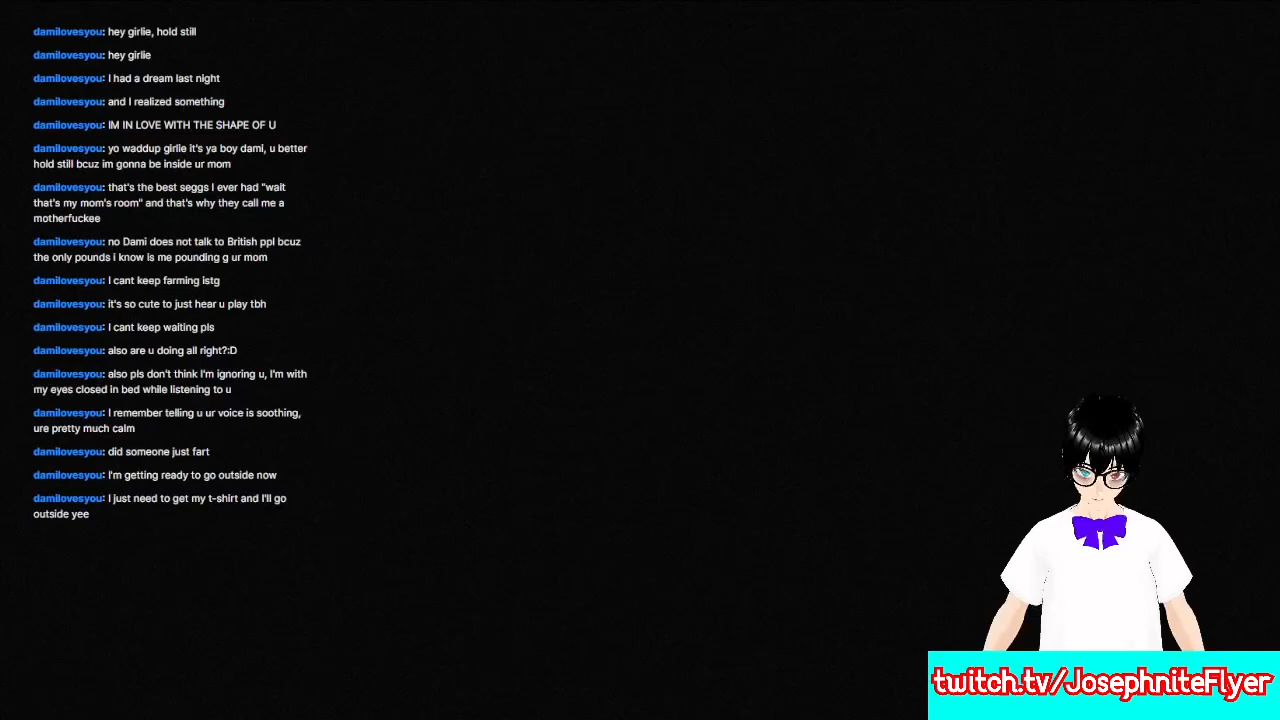 damilovesyou: hey girlie, hold still
damilovesyou: hey girlie
damilovesyou: I had a dream last night
damilovesyou: and I realized something
damilovesyou: IM IN LOVE WITH THE SHAPE OF U
damilovesyou: yo waddup girlie it's ya boy dami, u better
hold still bcuz im gonna be inside ur mom
damilovesyou: that's the best seggs I ever had "wait
that's my mom's room" and that's why they call me a
motherfuckee
damilovesyou: no Dami does not talk to British ppl bcuz
the only pounds i know is me pounding g ur mom
damilovesyou: I cant keep farming istg
damilovesyou: it's so cute to just hear u play tbh
damilovesyou: I cant keep waiting pls
damilovesyou: also are u doing all right?:D
damilovesyou: also pls don't think I'm ignoring u, I'm with
my eyes closed in bed while listening to u
damilovesyou: I remember telling u ur voice is soothing,
ure pretty much calm
damilovesyou: did someone just fart
damilovesyou: I'm getting ready to go outside now
damilovesyou: I just need to get my t-shirt and I'll go
outside yee
twitch.tv/JosephniteFlyer